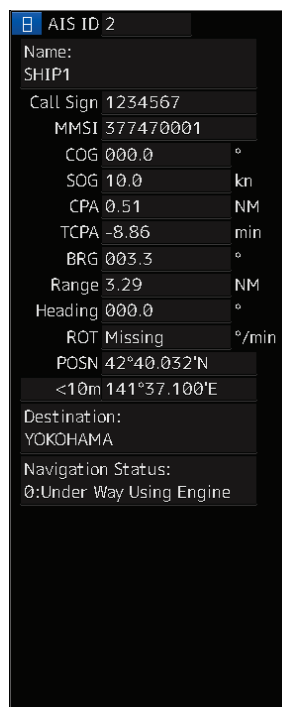 AIS ID 2
Name:
SHIP1
Call Sign 1234567
MMSI 377470001
COG 000.0 °
SOG 10.0 kn
CPA 0.51 NM
TCPA -8.86 min
BRG 003.3 °
Range 3.29 NM
Heading 000.0 °
ROT Missing °/min
POSN 42°40.032'N
<10m 141°37.100'E
Destination:
YOKOHAMA
Navigation Status:
0:Under Way Using Engine